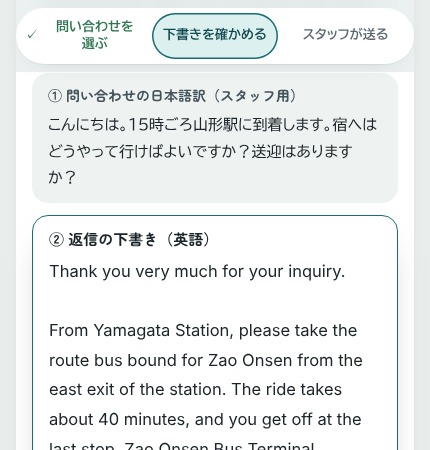 ✓ 問い合わせを
選ぶ
下書きを確かめる
スタッフが送る
① 問い合わせの日本語訳（スタッフ用）
こんにちは。15時ごろ山形駅に到着します。宿へは
どうやって行けばよいですか？送迎はあります
か？
② 返信の下書き（英語）
Thank you very much for your inquiry.
From Yamagata Station, please take the
route bus bound for Zao Onsen from the
east exit of the station. The ride takes
about 40 minutes, and you get off at the
last stop, Zao Onsen Bus Terminal.